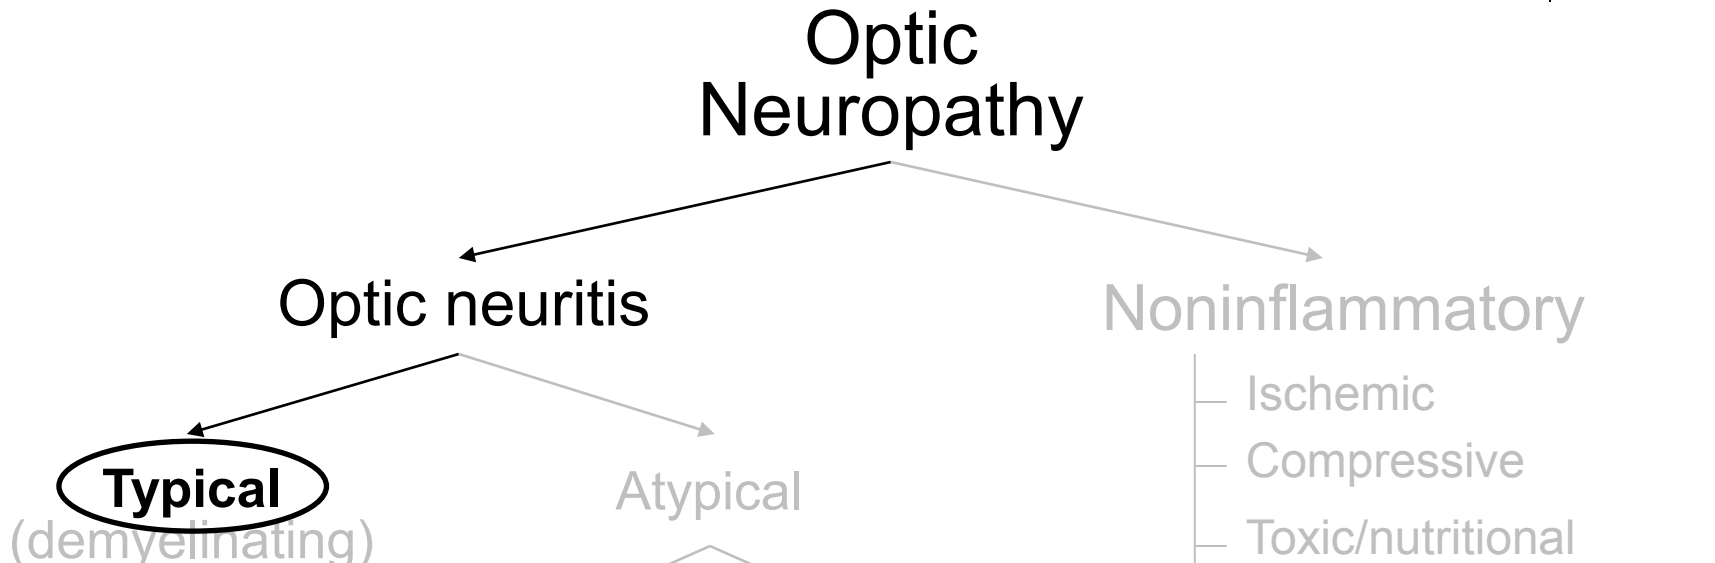 Optic
Neuropathy
Optic neuritis
Noninflammatory
Ischemic
Compressive
Typical
Atypical
(demyelinating)
Toxic/nutritional